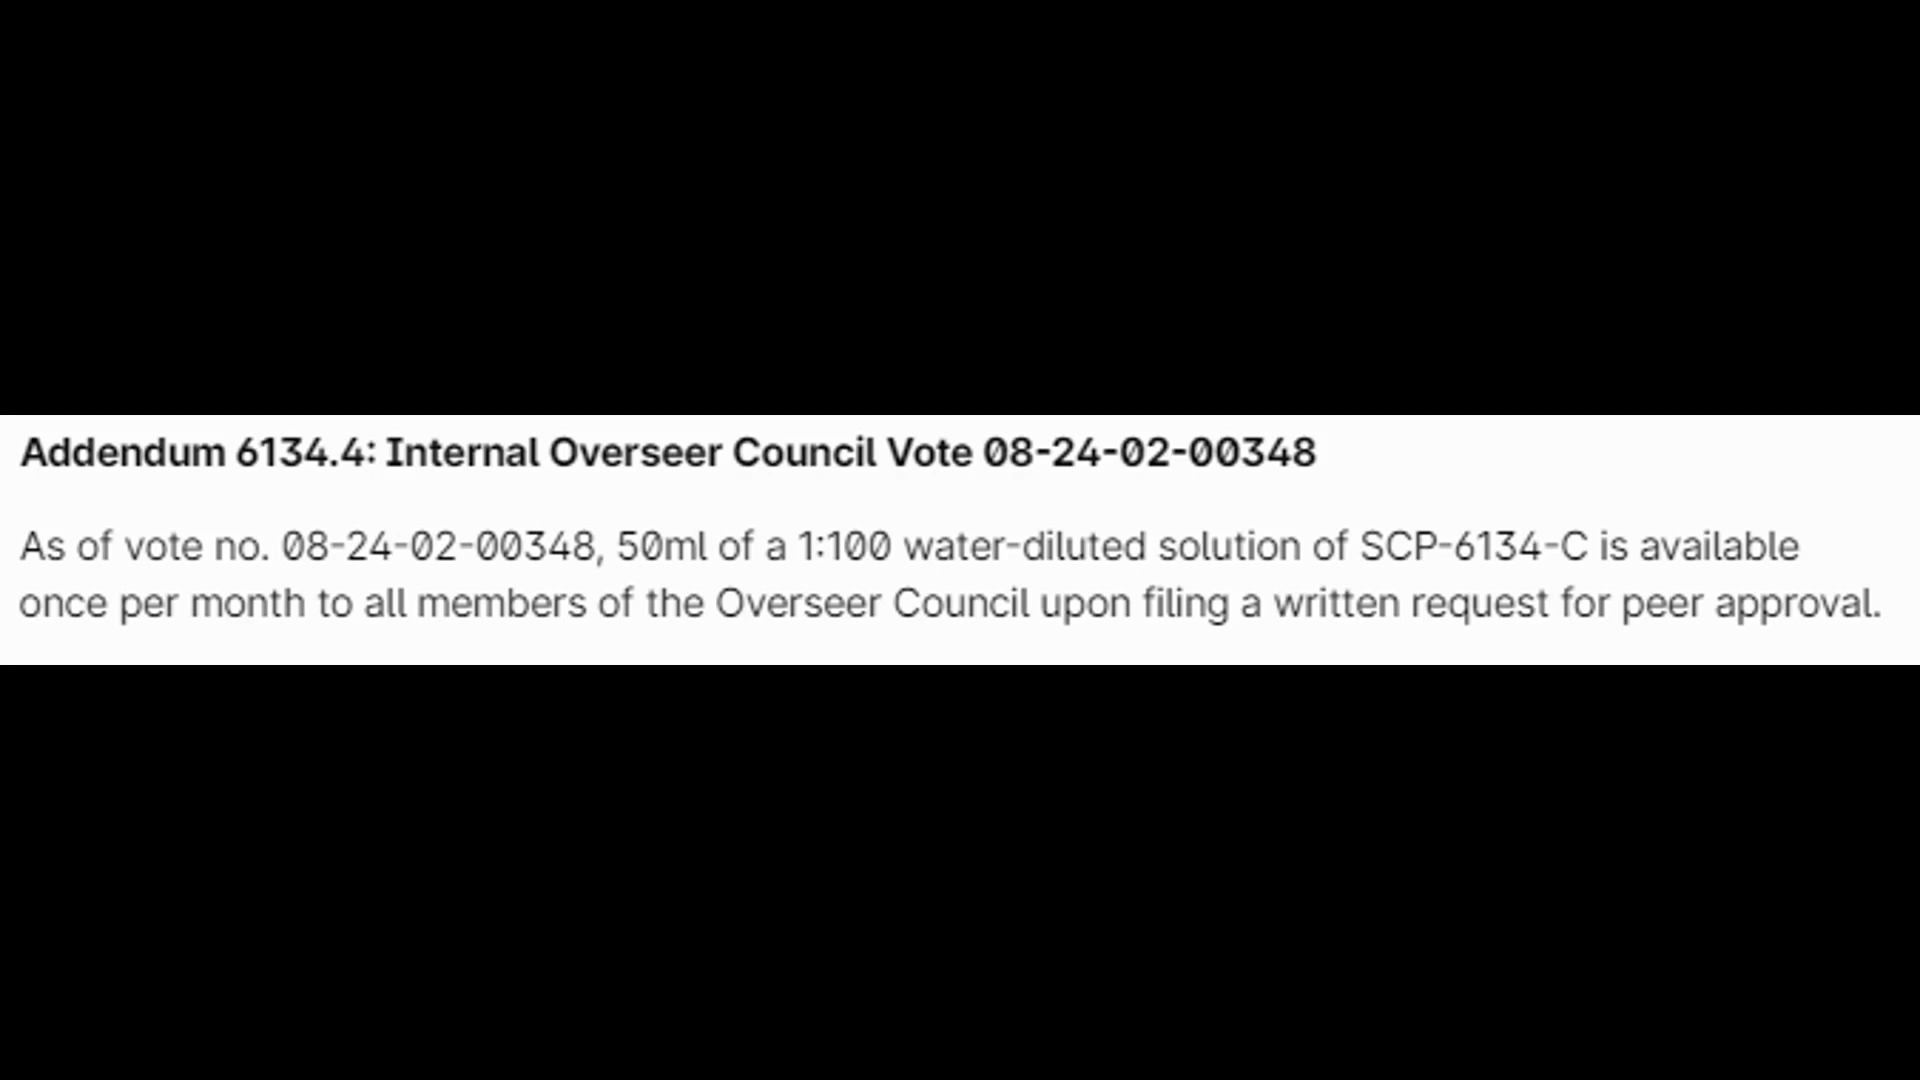 Addendum 6134.4: Internal Overseer Council Vote 08-24-02-00348
As of vote no. 08-24-02-00348, 50ml of a 1:100 water-diluted solution of SCP-6134-C is available
once per month to all members of the Overseer Council upon filing a written request for peer approval.